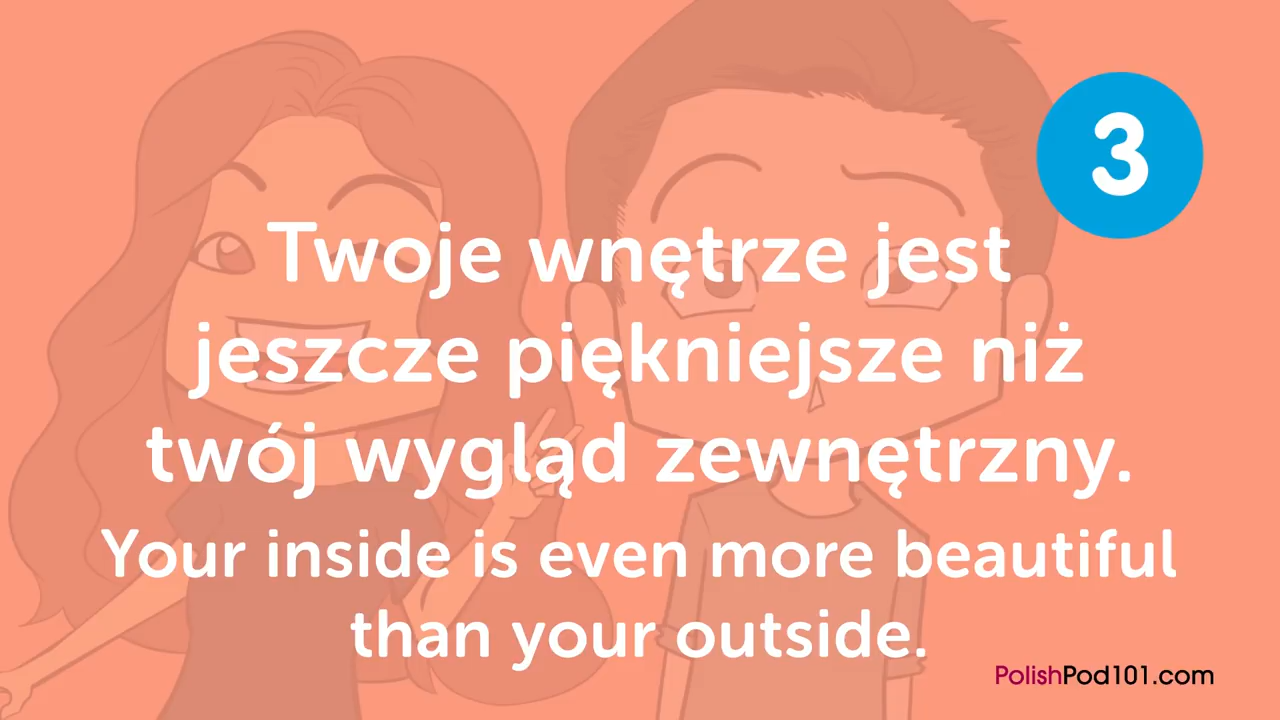 3
Twoje wnętrze jest
jeszcze piękniejsze niż
twój wygląd zewnętrzny.
Your inside is even more beautiful
than your outside.
PolishPod101.com